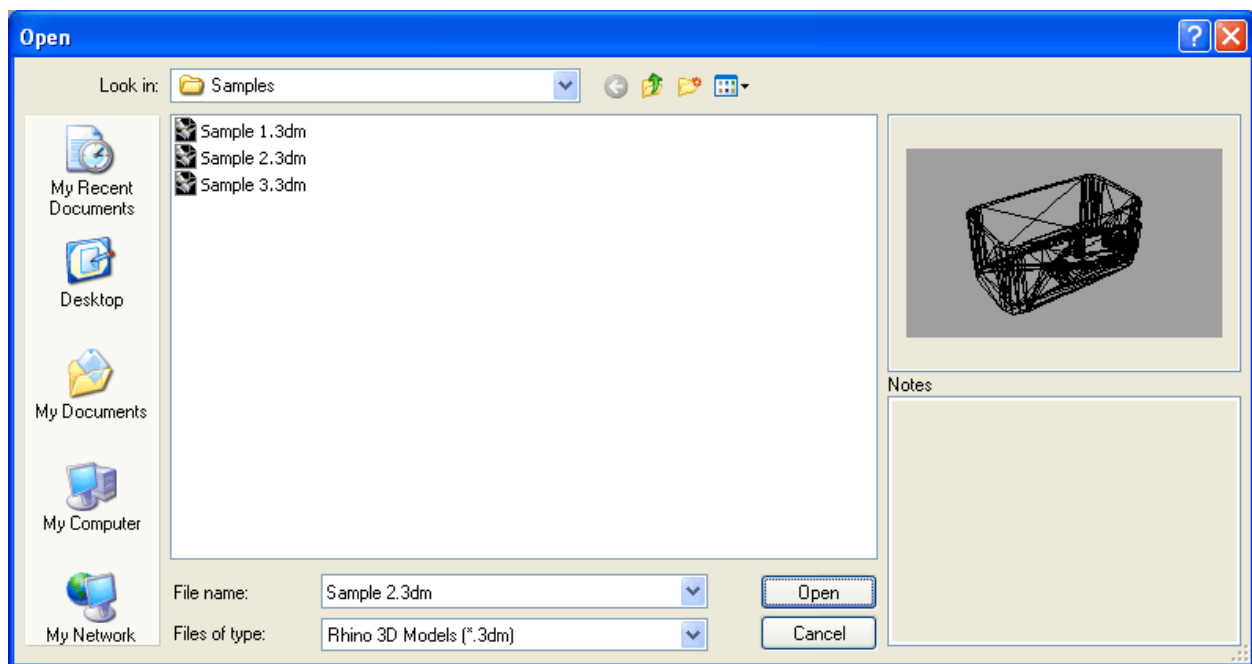 Open
Look in:
Samples
Sample 1.3dm
Sample 2.3dm
Sample 3.3dm
My Recent
Documents
Desktop
My Documents
My Computer
My Network
Notes
File name:
Sample 2.3dm
Open
Files of type:
Rhino 3D Models (*.3dm)
Cancel